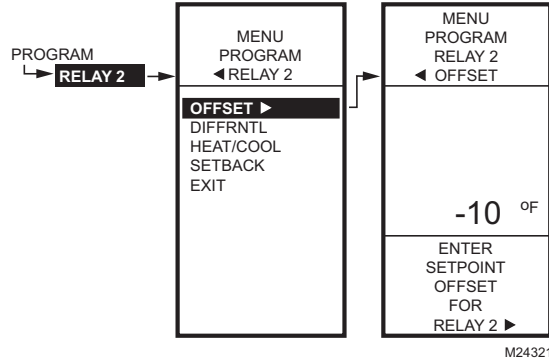 PROGRAM
RELAY 2
MENU
PROGRAM
◄ RELAY 2
OFFSET ►
DIFFRNTL
HEAT/COOL
SETBACK
EXIT
MENU
PROGRAM
RELAY 2
◄ OFFSET
-10 °F
ENTER
SETPOINT
OFFSET
FOR
RELAY 2 ►
M24321